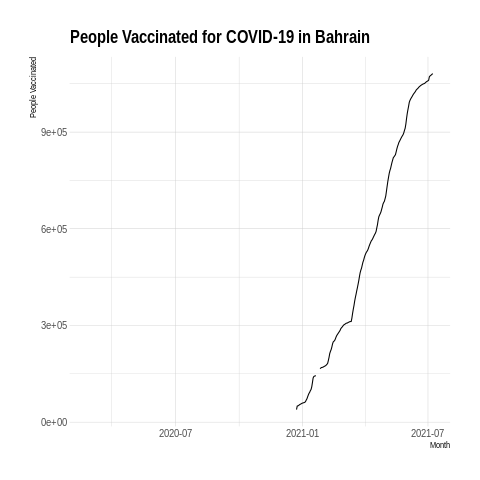 People Vaccinated for COVID-19 in Bahrain
People Vaccinated
9e+05
6e+05
3e+05
0e+00
2020-07
2021-01
2021-07
Month